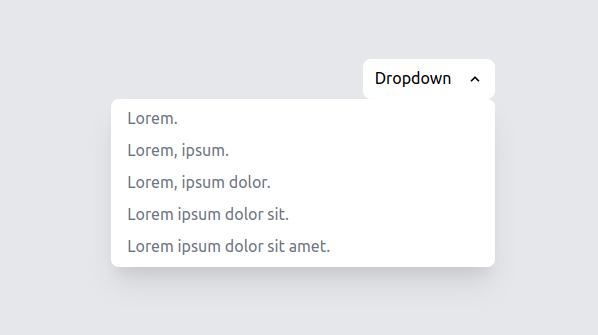 Dropdown
Lorem.
Lorem, ipsum.
Lorem, ipsum dolor.
Lorem ipsum dolor sit.
Lorem ipsum dolor sit amet.